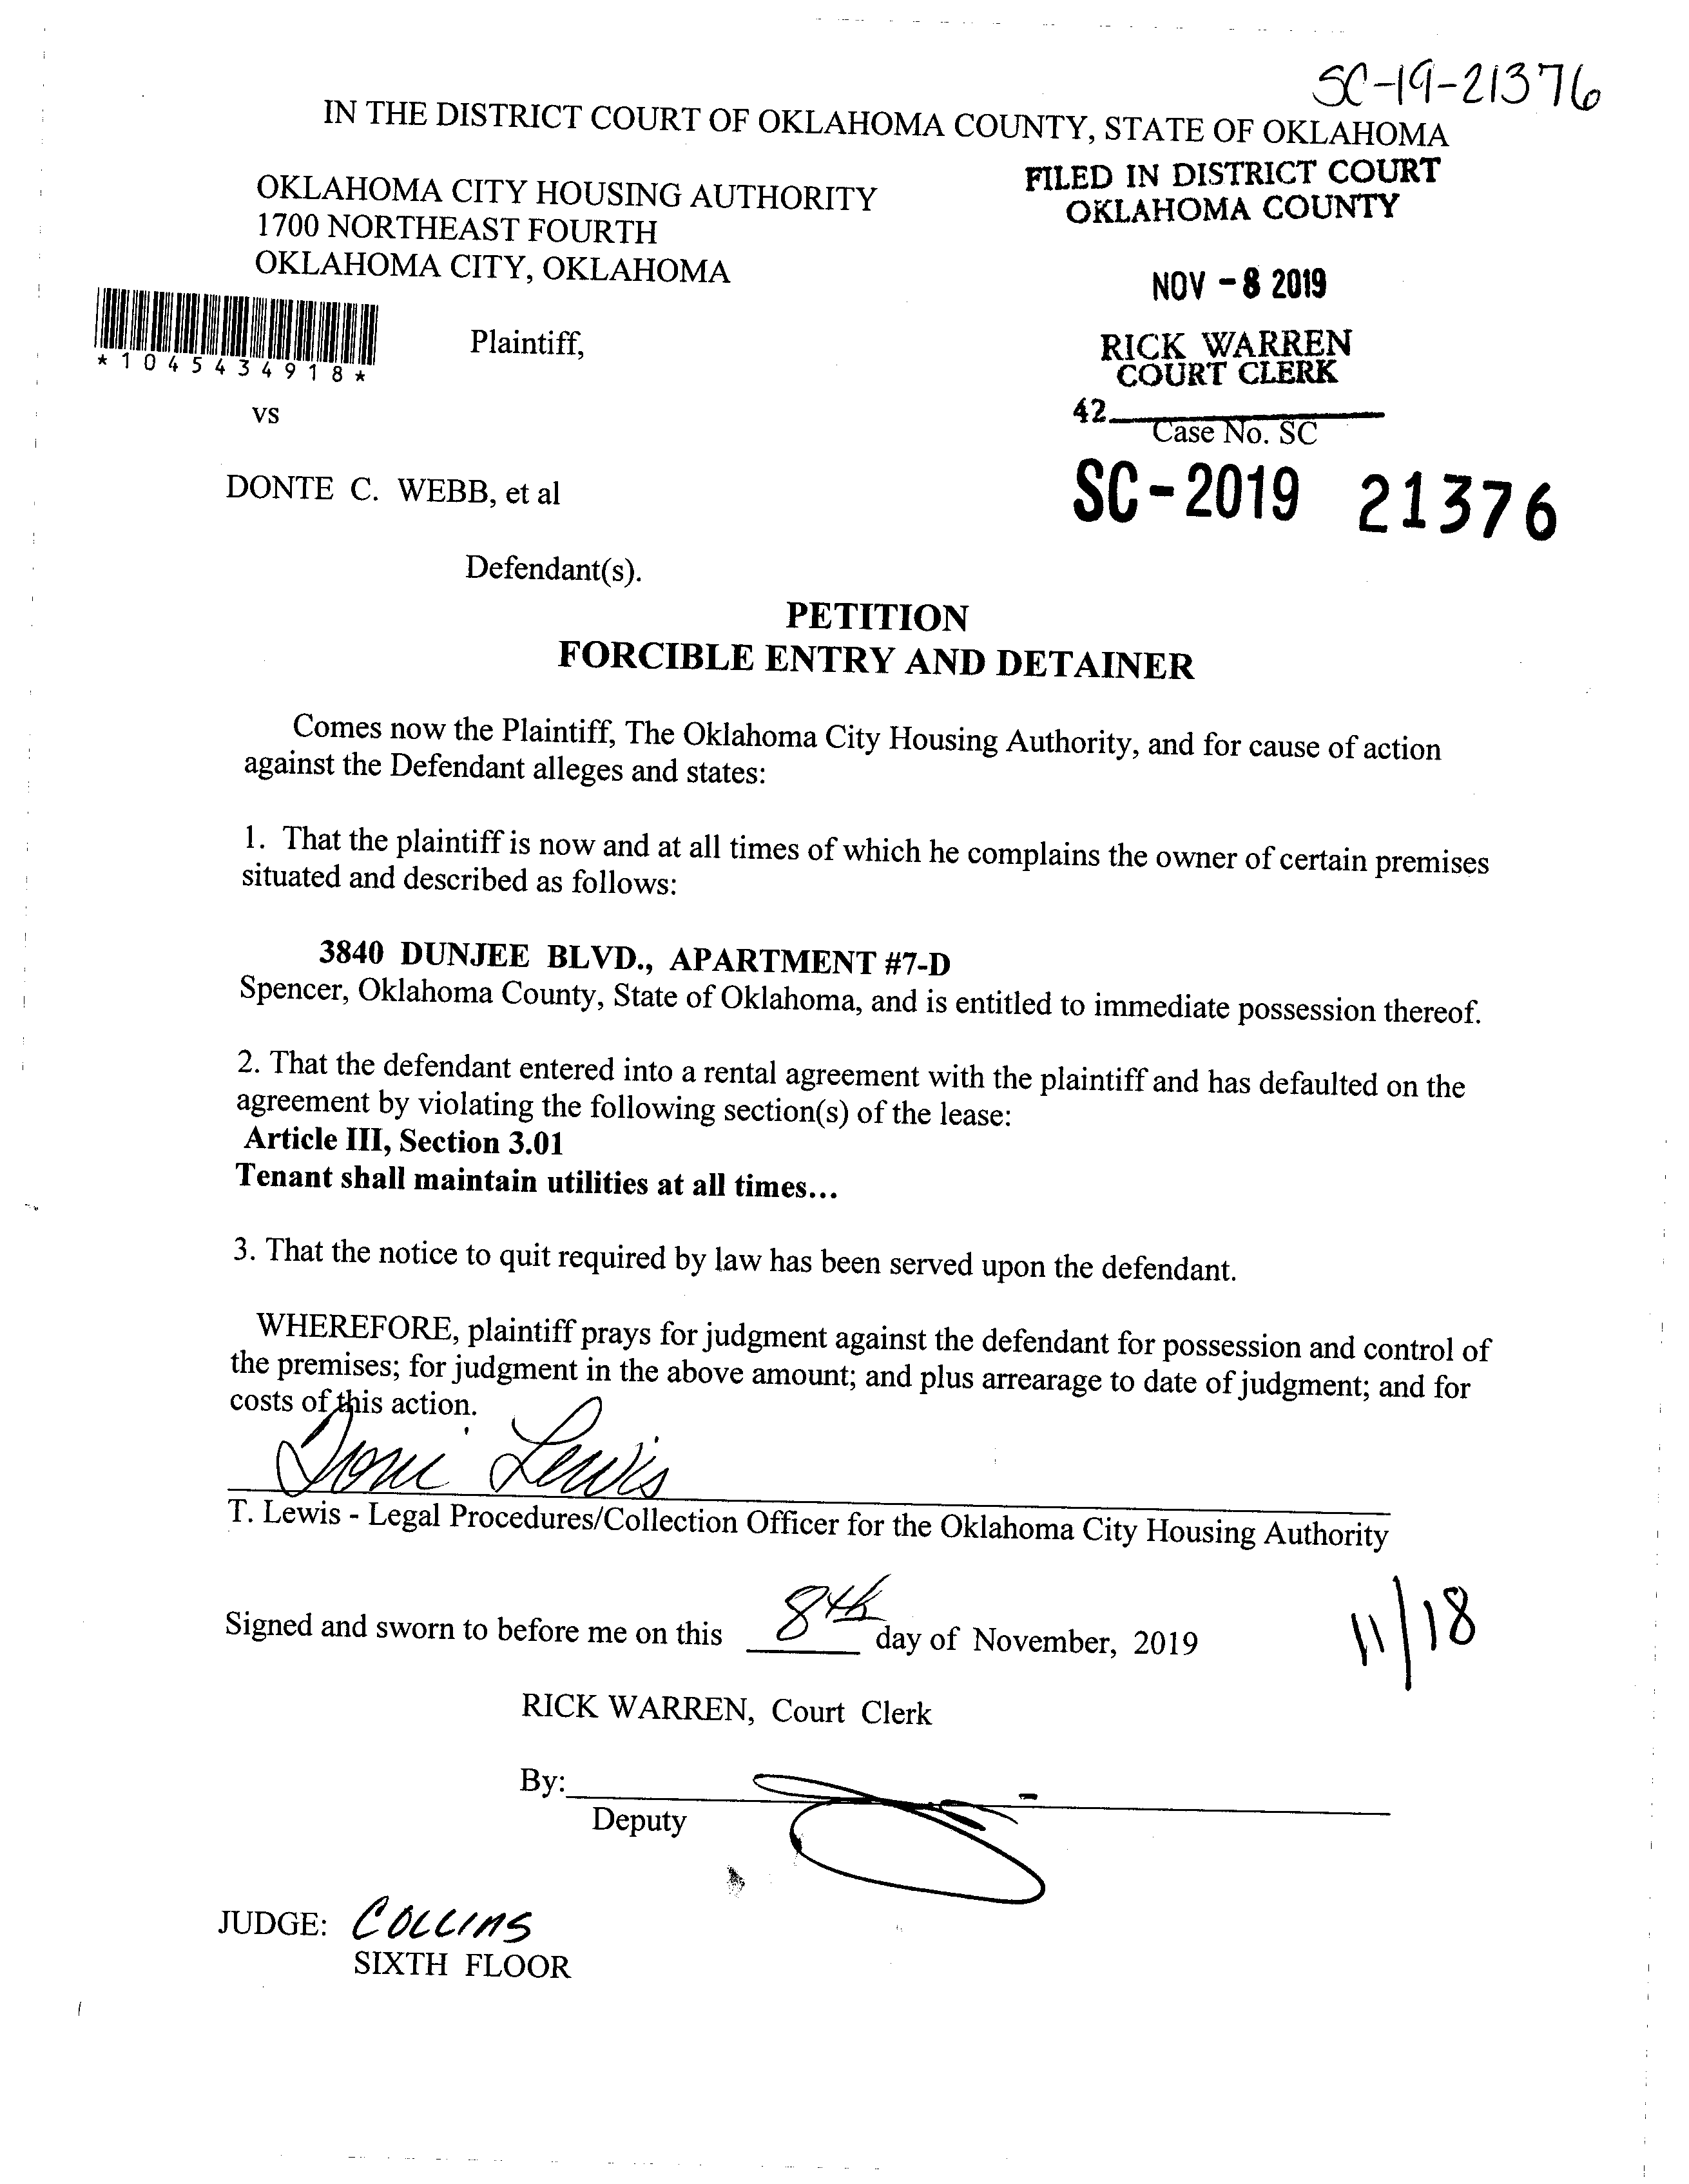 SC-19-21376
IN THE DISTRICT COURT OF OKLAHOMA COUNTY, STATE OF OKLAHOMA
FILED IN DISTRICT COURT
OKLAHOMA COUNTY
OKLAHOMA CITY HOUSING AUTHORITY
1700 NORTHEAST FOURTH
OKLAHOMA CITY, OKLAHOMA
NOV - 8 2019
*1045434918*
Plaintiff,
RICK WARREN
COURT CLERK
vs
42
Case No. SC
DONTE C. WEBB, et al
SC-2019 21376
Defendant(s).
PETITION
FORCIBLE ENTRY AND DETAINER
Comes now the Plaintiff, The Oklahoma City Housing Authority, and for cause of action
against the Defendant alleges and states:
1. That the plaintiff is now and at all times of which he complains the owner of certain premises
situated and described as follows:
3840 DUNJEE BLVD., APARTMENT #7-D
Spencer, Oklahoma County, State of Oklahoma, and is entitled to immediate possession thereof.
2. That the defendant entered into a rental agreement with the plaintiff and has defaulted on the
agreement by violating the following section(s) of the lease:
Article III, Section 3.01
Tenant shall maintain utilities at all times...
3. That the notice to quit required by law has been served upon the defendant.
WHEREFORE, plaintiff prays for judgment against the defendant for possession and control of
the premises; for judgment in the above amount; and plus arrearage to date of judgment; and for
costs of this action.
Toni Lewis
T. Lewis - Legal Procedures/Collection Officer for the Oklahoma City Housing Authority
Signed and sworn to before me on this 8th day of November, 2019
11/18
RICK WARREN, Court Clerk
By:
Deputy
JUDGE: COLLINS
SIXTH FLOOR